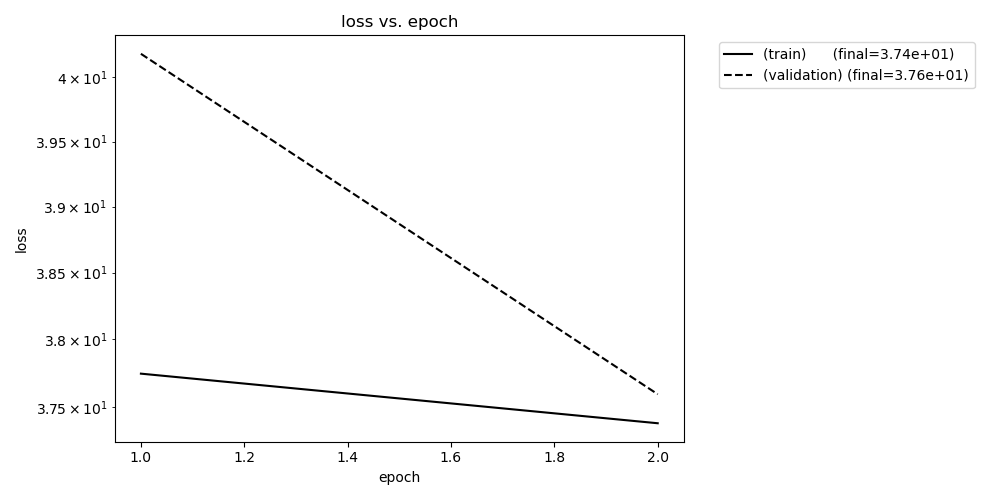 loss vs. epoch
(train) (final=3.74e+01)
(validation) (final=3.76e+01)
4 × 10¹
3.95 × 10¹
3.9 × 10¹
3.85 × 10¹
3.8 × 10¹
3.75 × 10¹
loss
1.0 1.2 1.4 1.6 1.8 2.0
epoch